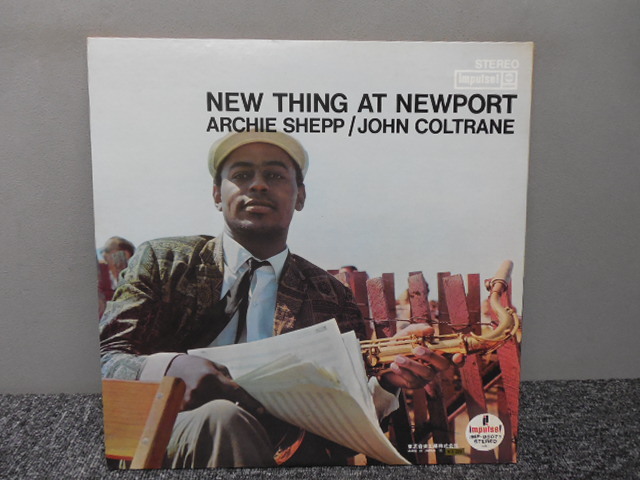 STEREO
impulse!
NEW THING AT NEWPORT
ARCHIE SHEPP/JOHN COLTRANE
impulse!
STEREO